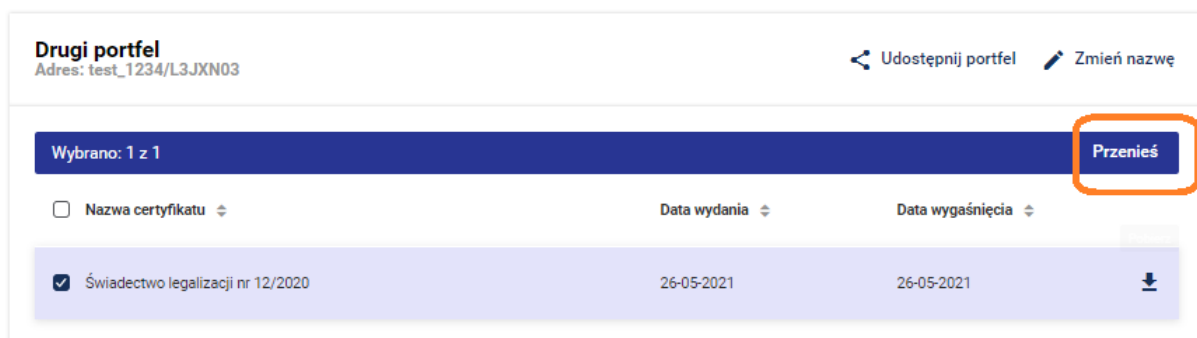 Drugi portfel
Adres: test_1234/L3JXN03
Udostępnij portfel
Zmień nazwę
Wybrano: 1 z 1
Przenieś
Nazwa certyfikatu
Data wydania
Data wygaśnięcia
Świadectwo legalizacji nr 12/2020
26-05-2021
26-05-2021